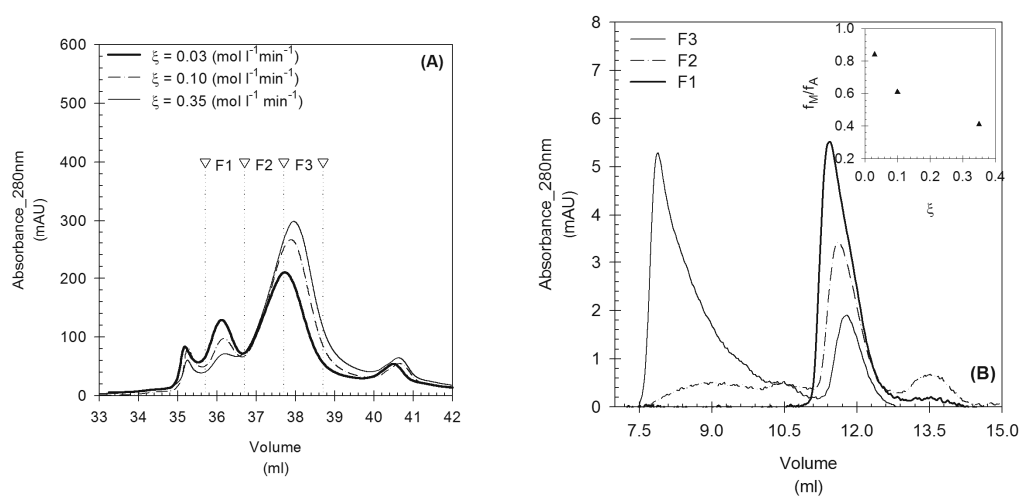 600
500
400
300
200
100
0
33 34 35 36 37 38 39 40 41 42
Absorbance_280nm
(mAU)
Volume
(ml)
ξ = 0.03 (mol l⁻¹min⁻¹)
ξ = 0.10 (mol l⁻¹min⁻¹)
ξ = 0.35 (mol l⁻¹ min⁻¹)
(A)
F1 F2 F3
8
7
6
5
4
3
2
1
0
7.5 9.0 10.5 12.0 13.5 15.0
Absorbance_280nm
(mAU)
Volume
(ml)
F3
F2
F1
(B)
1.0
0.8
0.6
0.4
0.2
0.0 0.1 0.2 0.3 0.4
f_M/f_A
ξ